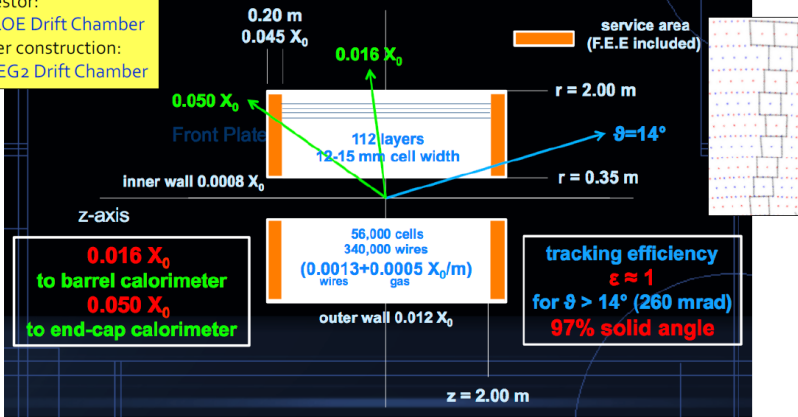 estor:
LOE Drift Chamber
er construction:
EG2 Drift Chamber
0.20 m
0.045 X₀
0.016 X₀
service area
(F.E.E included)
0.050 X₀
r = 2.00 m
Front Plate
112 layers
12-15 mm cell width
ϑ=14°
inner wall 0.0008 X₀
r = 0.35 m
z-axis
56,000 cells
340,000 wires
(0.0013+0.0005 X₀/m)
wires gas
outer wall 0.012 X₀
0.016 X₀
to barrel calorimeter
0.050 X₀
to end-cap calorimeter
tracking efficiency
ε ≈ 1
for ϑ > 14° (260 mrad)
97% solid angle
z = 2.00 m